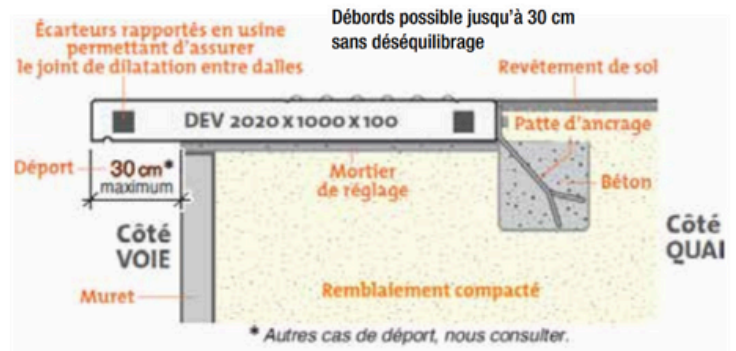 Écarteurs rapportés en usine
permettant d'assurer
le joint de dilatation entre dalles
Débords possible jusqu'à 30 cm
sans déséquilibrage
Revêtement de sol
DEV 2020 x 1000 x 100
Patte d'ancrage
Déport
30 cm*
maximum
Mortier
de réglage
Béton
Côté
VOIE
Côté
QUAI
Muret
Remblaiement compacté
* Autres cas de déport, nous consulter.